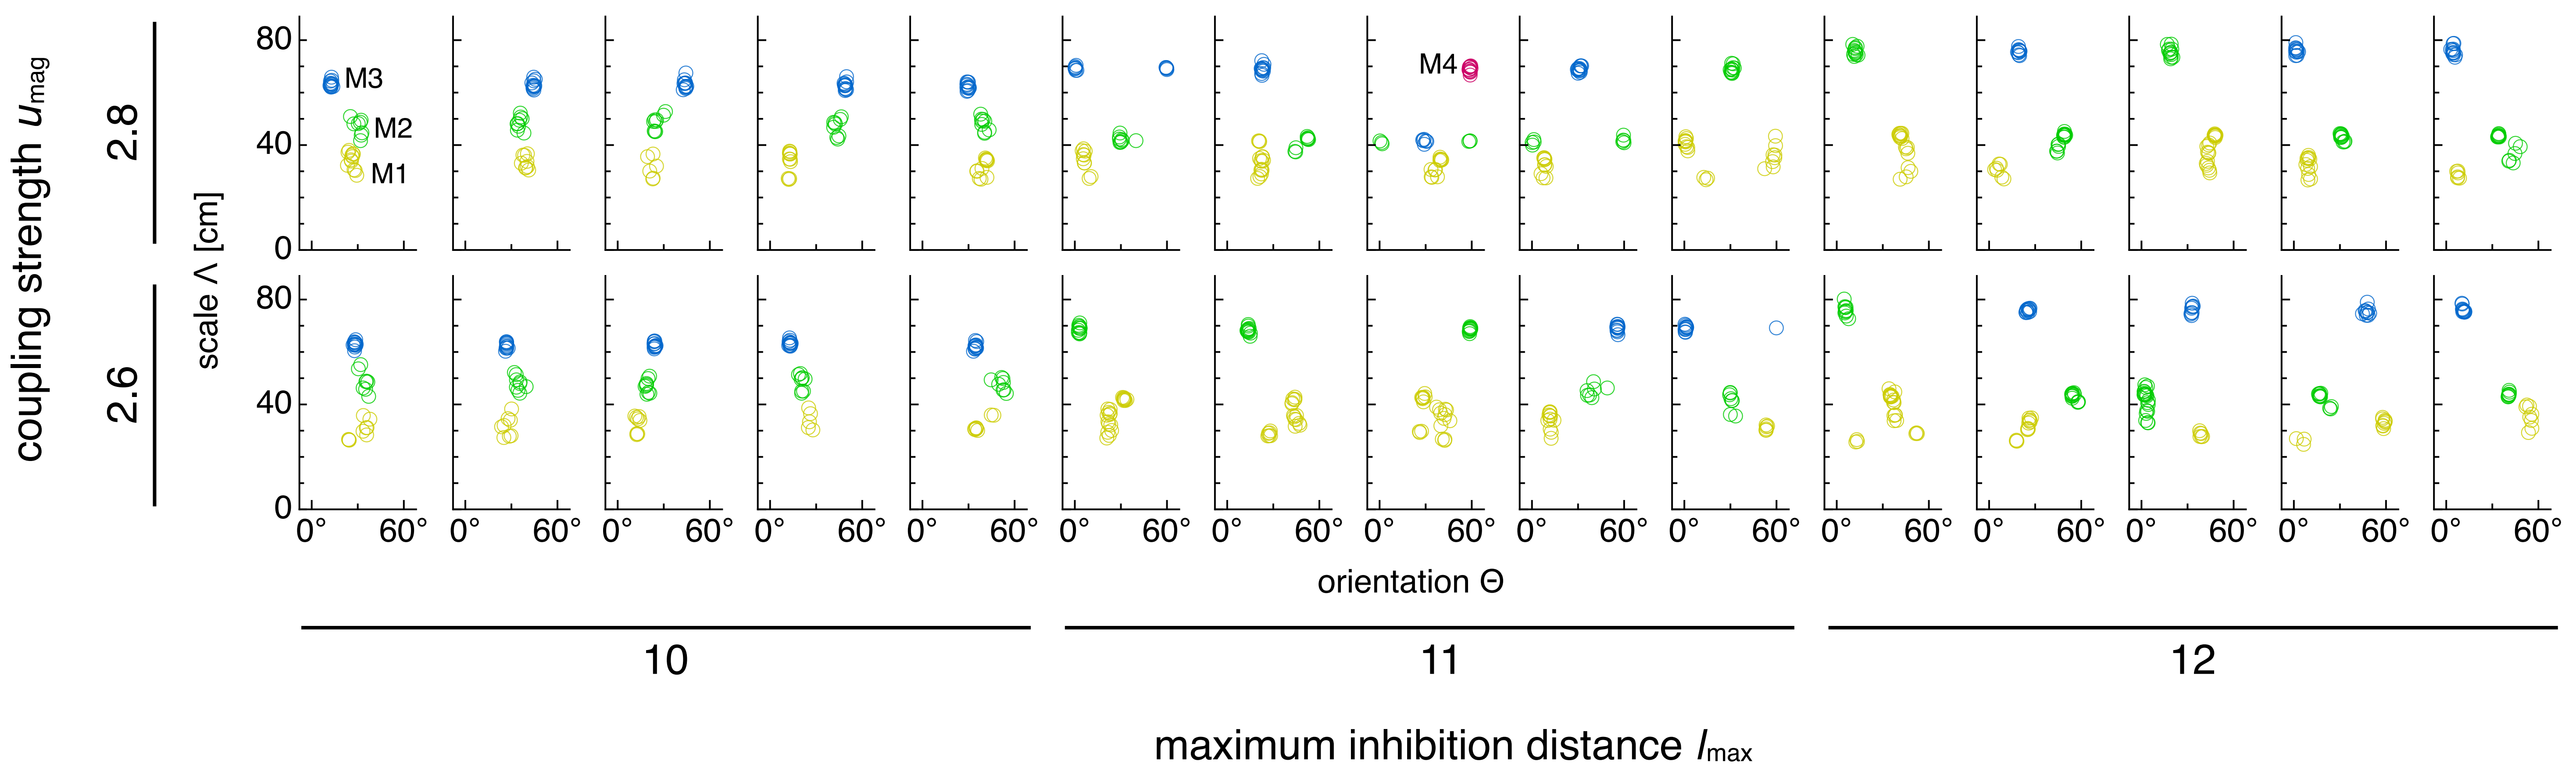 coupling strength u_mag
2.8
2.6
scale Λ [cm]
80
40
0
M3
M2
M1
M4
80
40
0
0° 60° 0° 60° 0° 60° 0° 60° 0° 60° 0° 60° 0° 60° 0° 60° 0° 60° 0° 60° 0° 60° 0° 60° 0° 60° 0° 60° 0° 60°
orientation Θ
10 11 12
maximum inhibition distance l_max